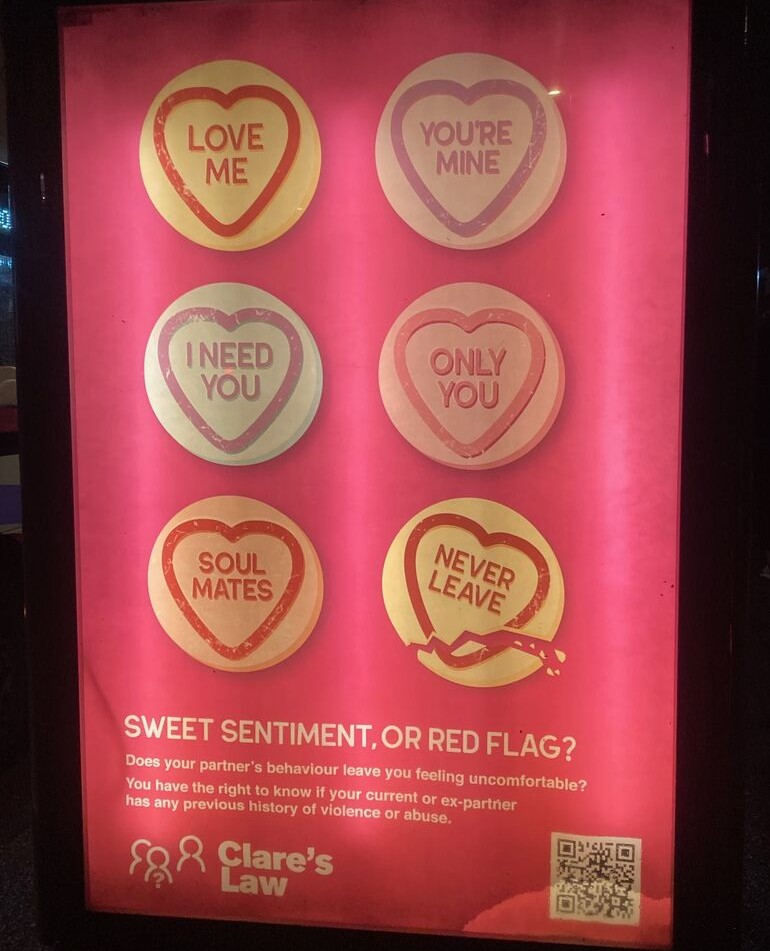 LOVE
ME
YOU'RE
MINE
I NEED
YOU
ONLY
YOU
SOUL
MATES
NEVER
LEAVE
SWEET SENTIMENT, OR RED FLAG?
Does your partner's behaviour leave you feeling uncomfortable?
You have the right to know if your current or ex-partner
has any previous history of violence or abuse.
?
Clare's
Law